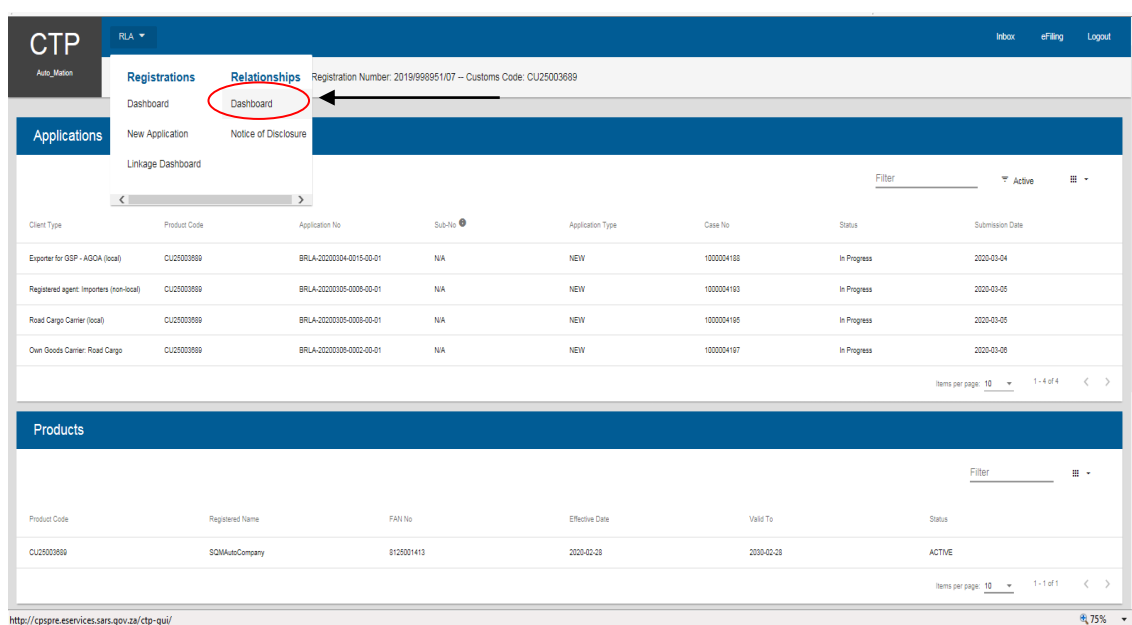 CTP
RLA
Inbox eFiling Logout
Auto_Mation
Registration Number: 2019/998951/07 -- Customs Code: CU25003689
Registrations Relationships
Dashboard Dashboard
New Application Notice of Disclosure
Linkage Dashboard
Applications
Filter Active
Client Type Product Code Application No Sub-No Application Type Case No Status Submission Date
Exporter for GSP - AGOA (local) CU25003689 BRLA-20200304-0015-00-01 N/A NEW 1000004188 In Progress 2020-03-04
Registered agent: Importers (non-local) CU25003689 BRLA-20200305-0006-00-01 N/A NEW 1000004193 In Progress 2020-03-05
Road Cargo Carrier (local) CU25003689 BRLA-20200305-0008-00-01 N/A NEW 1000004195 In Progress 2020-03-05
Own Goods Carrier: Road Cargo CU25003689 BRLA-20200306-0002-00-01 N/A NEW 1000004197 In Progress 2020-03-06
Items per page: 10 1 - 4 of 4
Products
Filter
Product Code Registered Name FAN No Effective Date Valid To Status
CU25003689 SQMAutoCompany 8125001413 2020-02-28 2030-02-28 ACTIVE
Items per page: 10 1 - 1 of 1
http://cpspre.eservices.sars.gov.za/ctp-gui/ 75%